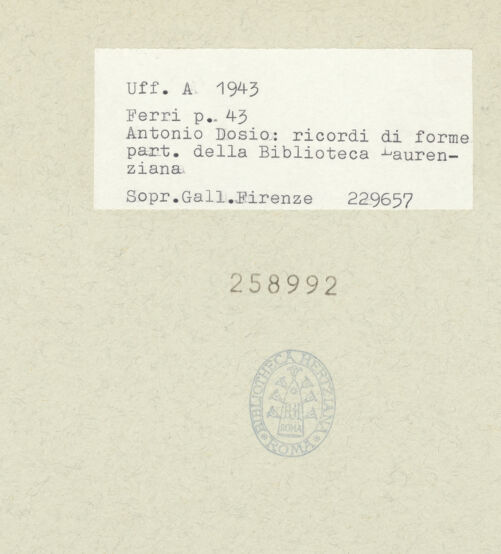 Uff. A. 1943
Ferri p.. 43
Antonio Dosio: ricordi di forme
part. della Biblioteca Lauren-
ziana
Sopr.Gall.Firenze 229657
258992
BIBLIOTHECA HERTZIANA
ROMA
ROMA